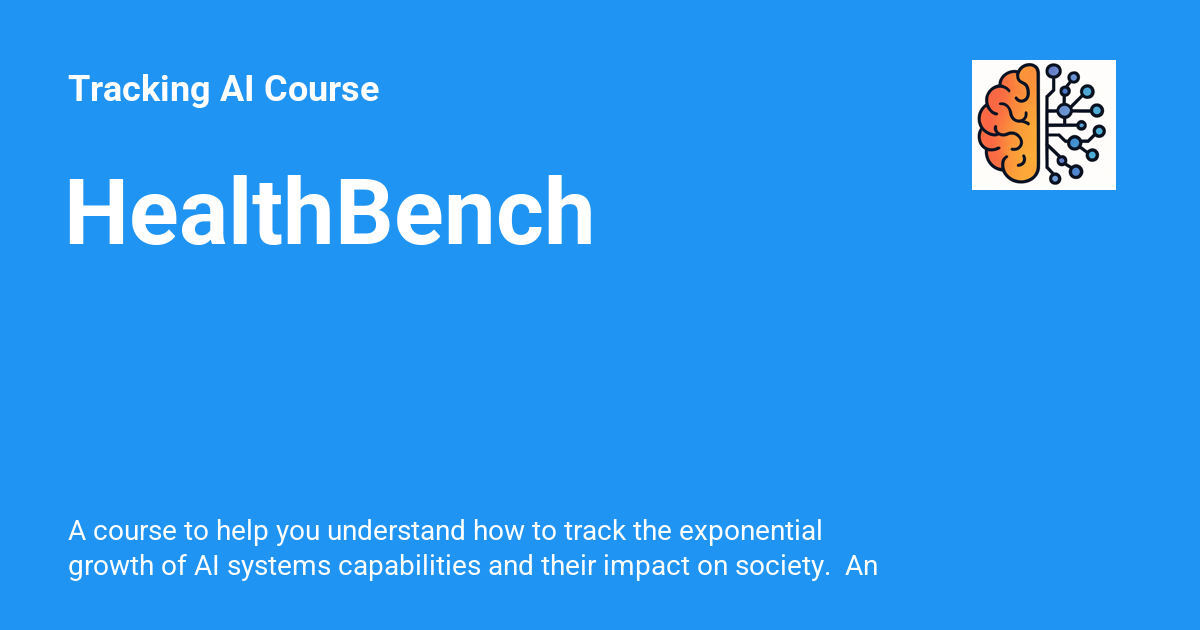 Tracking AI Course
HealthBench
A course to help you understand how to track the exponential
growth of AI systems capabilities and their impact on society.  An